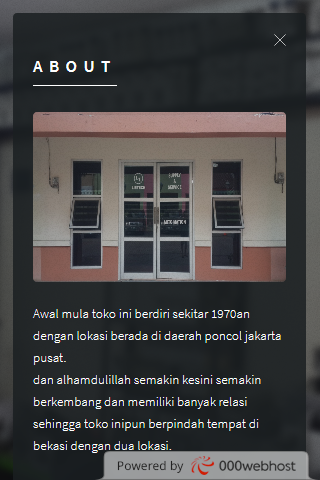 ABOUT
SUPPLY
&
SERVICE
Awal mula toko ini berdiri sekitar 1970an
dengan lokasi berada di daerah poncol jakarta
pusat.
dan alhamdulillah semakin kesini semakin
berkembang dan memiliki banyak relasi
sehingga toko inipun berpindah tempat di
bekasi dengan dua lokasi.
Powered by 000webhost